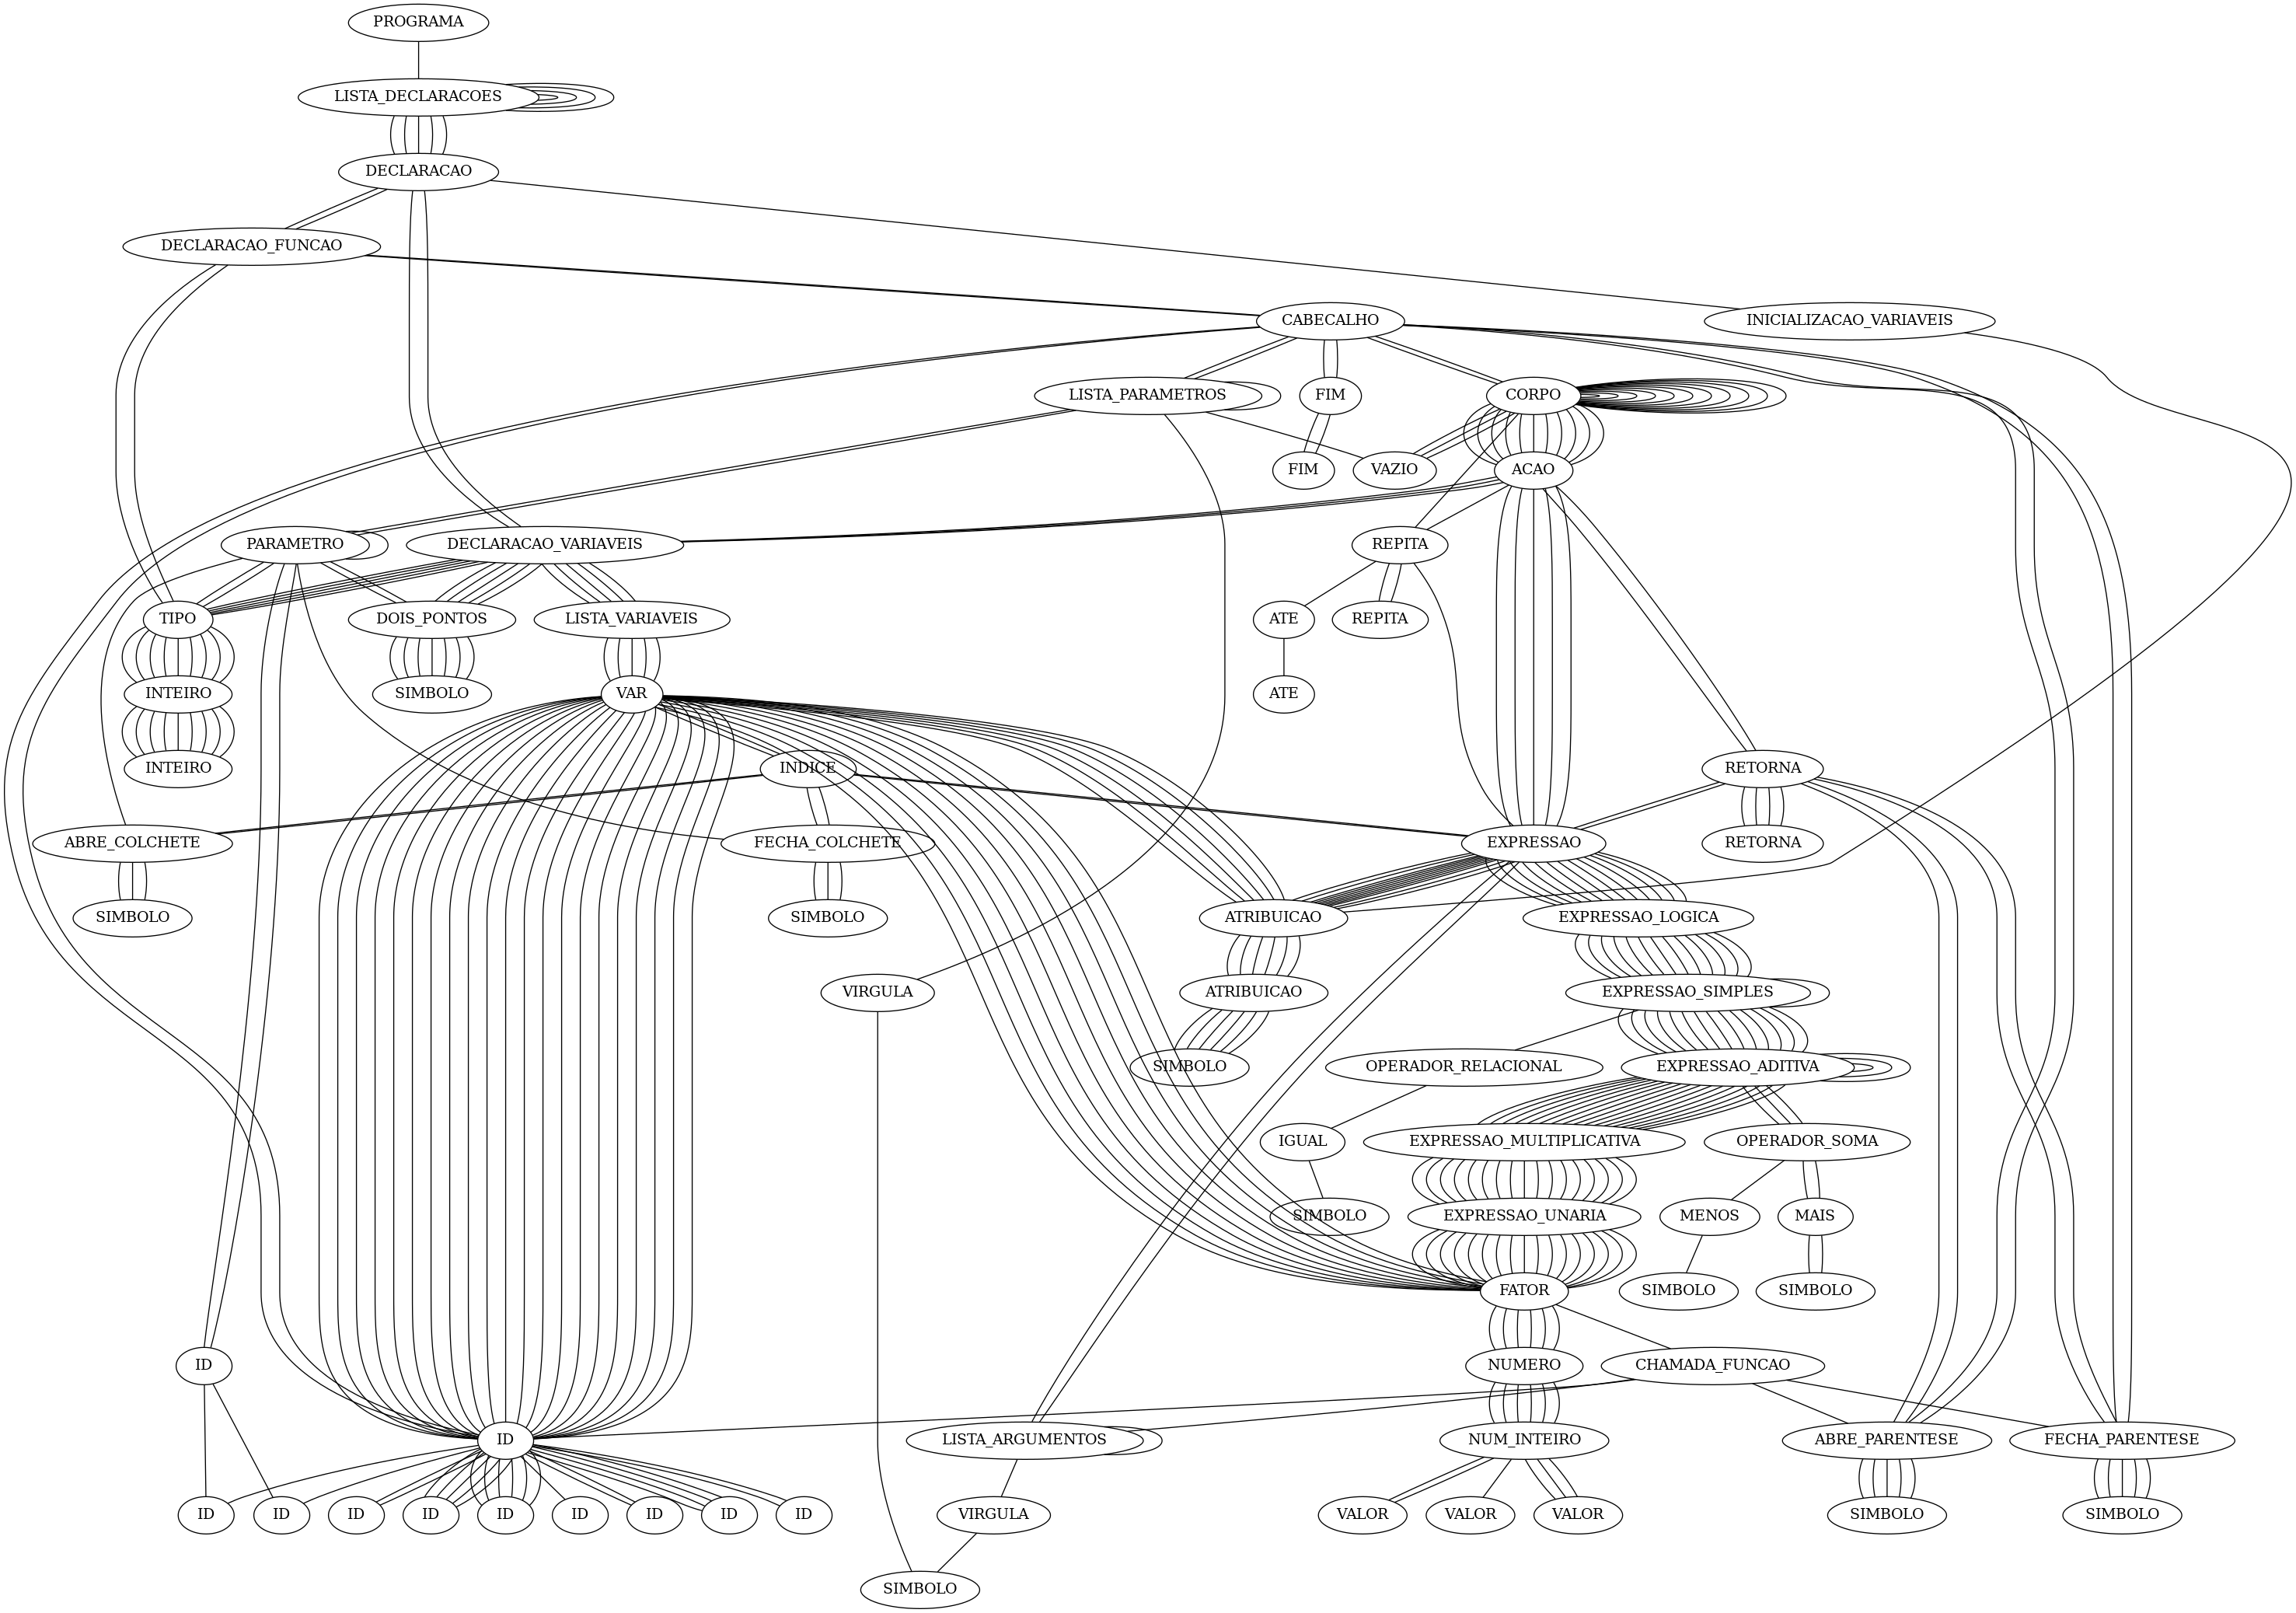 PROGRAMA
LISTA_DECLARACOES
DECLARACAO
DECLARACAO_FUNCAO
CABECALHO
INICIALIZACAO_VARIAVEIS
LISTA_PARAMETROS
FIM
CORPO
FIM
VAZIO
ACAO
PARAMETRO
DECLARACAO_VARIAVEIS
REPITA
TIPO
DOIS_PONTOS
LISTA_VARIAVEIS
ATE
REPITA
INTEIRO
SIMBOLO
VAR
ATE
INTEIRO
INDICE
RETORNA
ABRE_COLCHETE
FECHA_COLCHETE
EXPRESSAO
RETORNA
SIMBOLO
SIMBOLO
ATRIBUICAO
EXPRESSAO_LOGICA
VIRGULA
ATRIBUICAO
EXPRESSAO_SIMPLES
SIMBOLO
OPERADOR_RELACIONAL
EXPRESSAO_ADITIVA
IGUAL
EXPRESSAO_MULTIPLICATIVA
OPERADOR_SOMA
SIMBOLO
EXPRESSAO_UNARIA
MENOS
MAIS
FATOR
SIMBOLO
SIMBOLO
ID
NUMERO
CHAMADA_FUNCAO
ID
LISTA_ARGUMENTOS
NUM_INTEIRO
ABRE_PARENTESE
FECHA_PARENTESE
ID
ID
ID
ID
ID
ID
ID
ID
ID
VIRGULA
VALOR
VALOR
VALOR
SIMBOLO
SIMBOLO
SIMBOLO